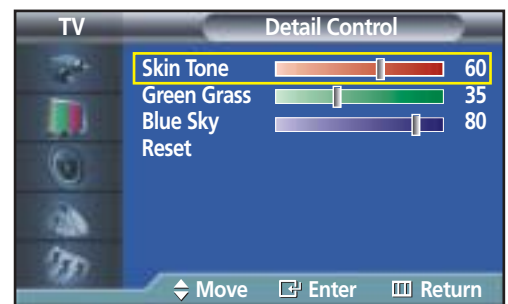 TV Detail Control
Skin Tone 60
Green Grass 35
Blue Sky 80
Reset
Move Enter Return